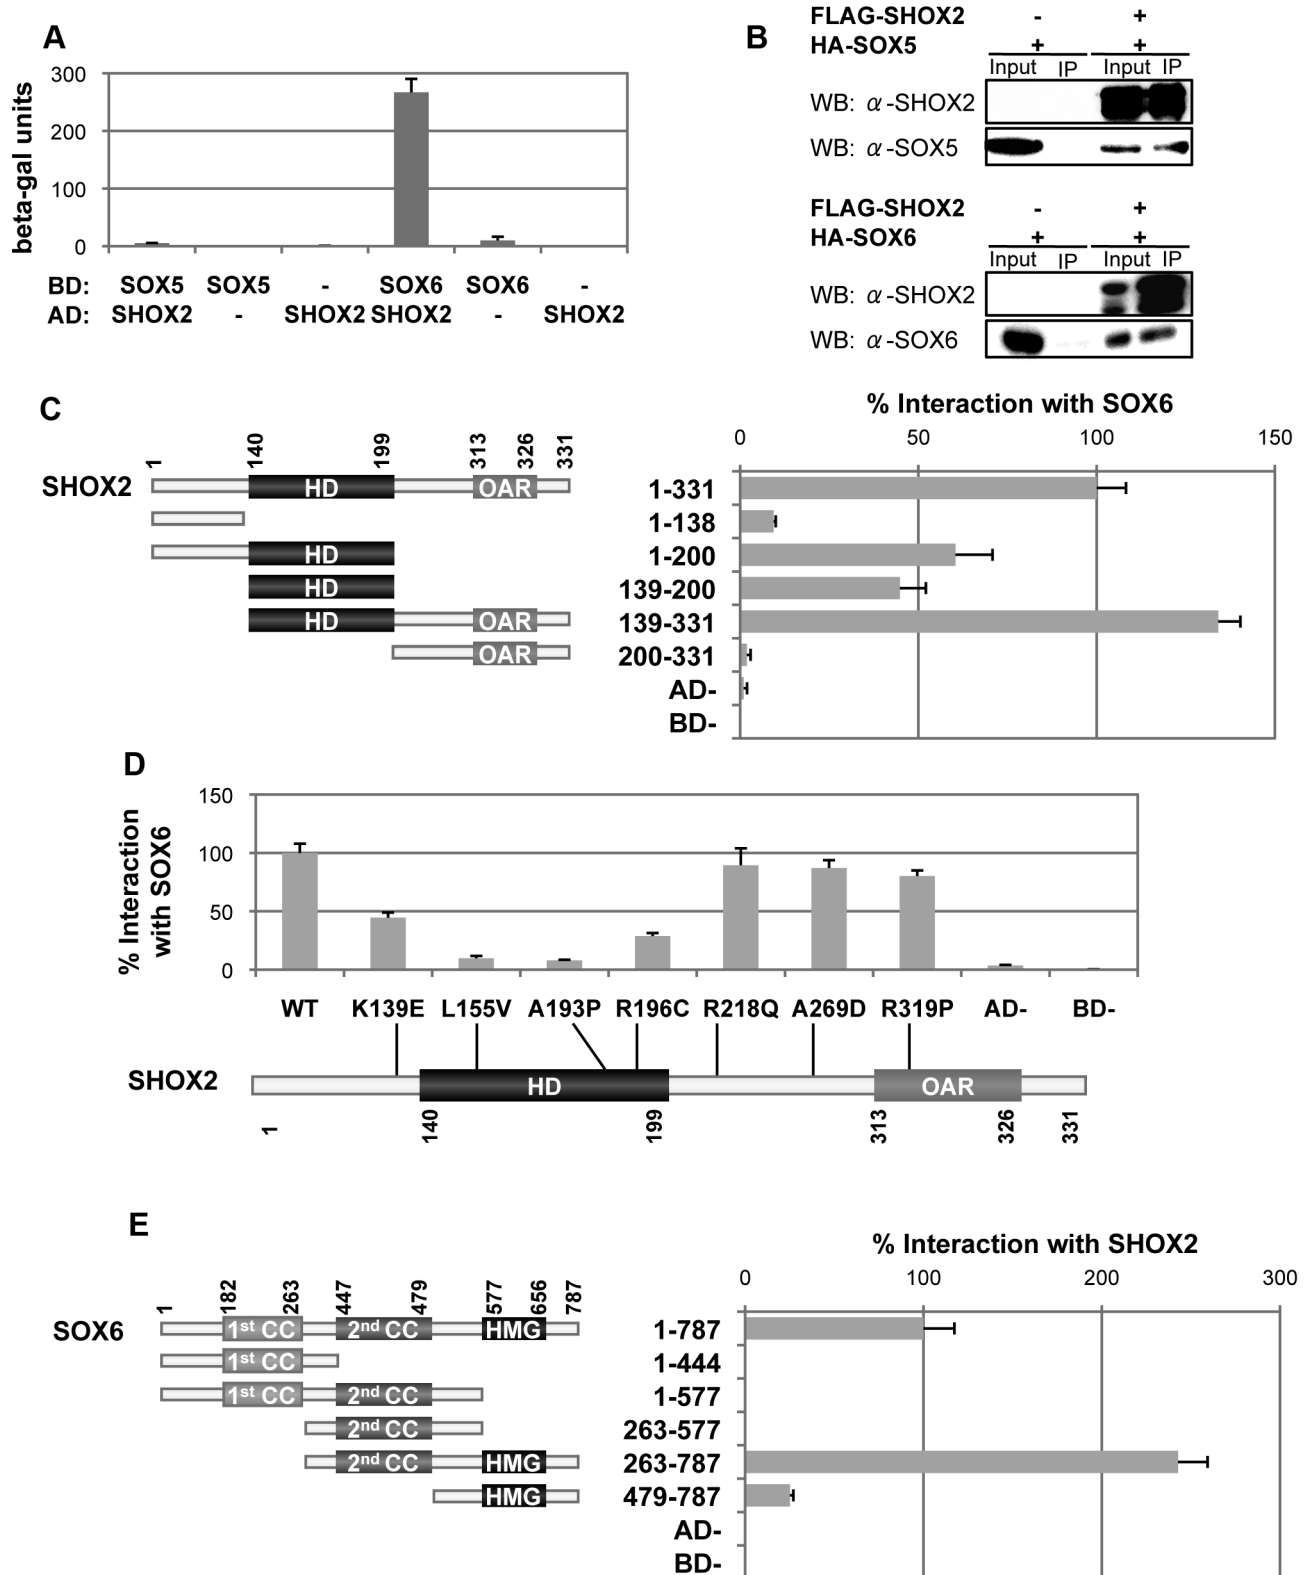 A
300
200
100
0
beta-gal units
BD: SOX5 SOX5 - SOX6 SOX6 -
AD: SHOX2 - SHOX2 SHOX2 - SHOX2
B
FLAG-SHOX2 - +
HA-SOX5 + +
Input IP Input IP
WB: α-SHOX2
WB: α-SOX5
FLAG-SHOX2 - +
HA-SOX6 + +
Input IP Input IP
WB: α-SHOX2
WB: α-SOX6
C
1 140 199 313 326 331
SHOX2 HD OAR
HD
HD
HD OAR
OAR
% Interaction with SOX6
0 50 100 150
1-331
1-138
1-200
139-200
139-331
200-331
AD-
BD-
D
% Interaction
with SOX6
150
100
50
0
WT K139E L155V A193P R196C R218Q A269D R319P AD- BD-
SHOX2 HD OAR
1 140 199 313 326 331
E
1 182 263 447 479 577 656 787
SOX6 1st CC 2nd CC HMG
1st CC
1st CC 2nd CC
2nd CC
2nd CC HMG
HMG
% Interaction with SHOX2
0 100 200 300
1-787
1-444
1-577
263-577
263-787
479-787
AD-
BD-